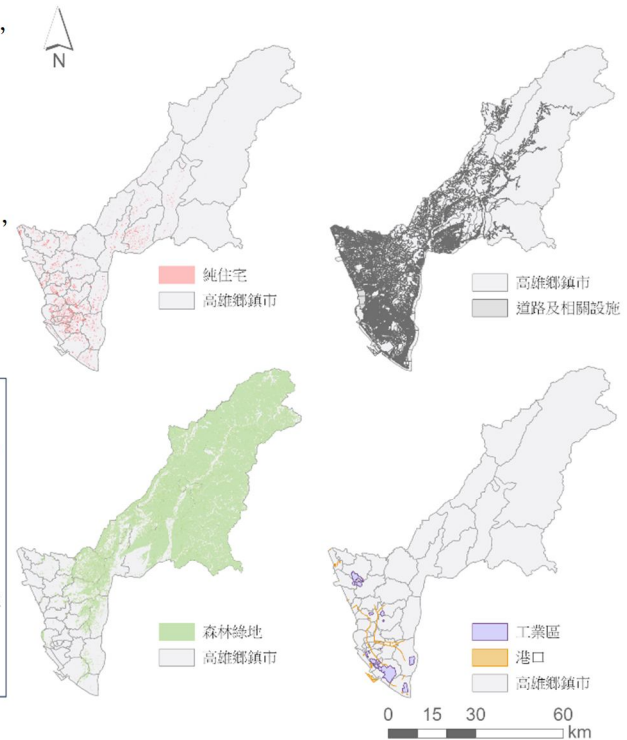 ,
N
,
純住宅
高雄鄉鎮市
高雄鄉鎮市
道路及相關設施
森林綠地
高雄鄉鎮市
工業區
港口
高雄鄉鎮市
0 15 30 60
km